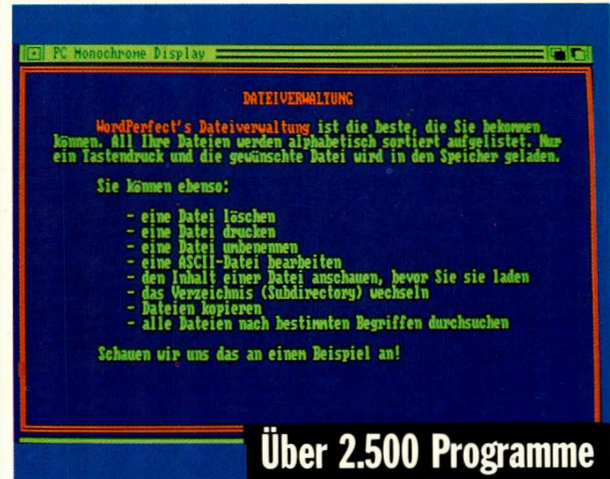 PC Monochrome Display
DATEIVERWALTUNG
WordPerfect's Dateiverwaltung ist die beste, die Sie bekommen
können. All Ihre Dateien werden alphabetisch sortiert aufgelistet. Nur
ein Tastendruck und die gewünschte Datei wird in den Speicher geladen.
Sie können ebenso:
- eine Datei löschen
- eine Datei drucken
- eine Datei umbenennen
- eine ASCII-Datei bearbeiten
- den Inhalt einer Datei anschauen, bevor Sie sie laden
- das Verzeichnis (Subdirectory) wechseln
- Dateien kopieren
- alle Dateien nach bestimmten Begriffen durchsuchen
Schauen wir uns das an einem Beispiel an!
Über 2.500 Programme